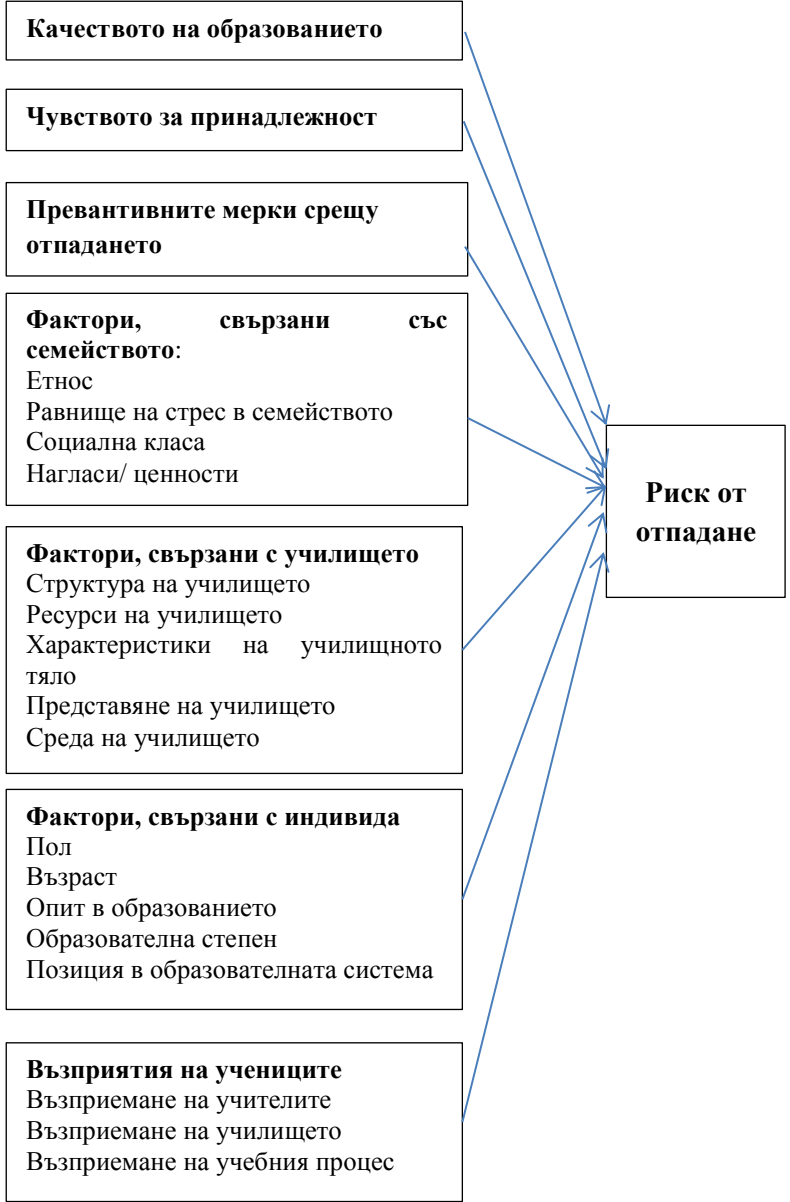 Качеството на образованието
Чувството за принадлежност
Превантивните мерки срещу
отпадането
Фактори, свързани със
семейството:
Етнос
Равнище на стрес в семейството
Социална класа
Нагласи/ ценности
Риск от
отпадане
Фактори, свързани с училището
Структура на училището
Ресурси на училището
Характеристики на училищното
тяло
Представяне на училището
Среда на училището
Фактори, свързани с индивида
Пол
Възраст
Опит в образованието
Образователна степен
Позиция в образователната система
Възприятия на учениците
Възприемане на учителите
Възприемане на училището
Възприемане на учебния процес